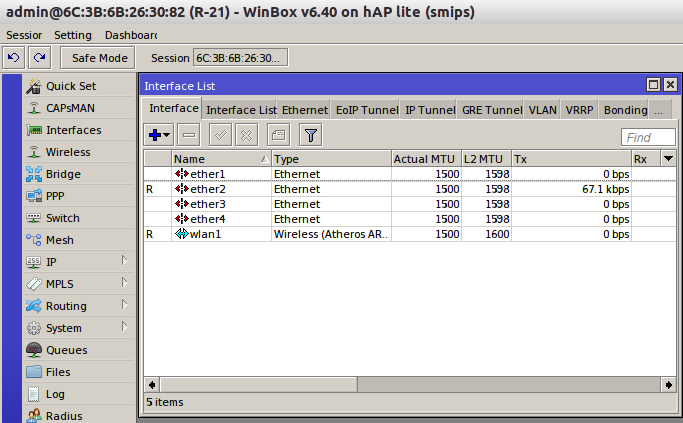 admin@6C:3B:6B:26:30:82 (R-21) - WinBox v6.40 on hAP lite (smips)
Session Setting Dashboard
Safe Mode Session 6C:3B:6B:26:30...
Quick Set
CAPsMAN
Interfaces
Wireless
Bridge
PPP
Switch
Mesh
IP
MPLS
Routing
System
Queues
Files
Log
Radius
Interface List
Interface Interface List Ethernet EoIP Tunnel IP Tunnel GRE Tunnel VLAN VRRP Bonding ...
Find
Name Type Actual MTU L2 MTU Tx Rx
ether1 Ethernet 1500 1598 0 bps
R ether2 Ethernet 1500 1598 67.1 kbps
ether3 Ethernet 1500 1598 0 bps
ether4 Ethernet 1500 1598 0 bps
R wlan1 Wireless (Atheros AR... 1500 1600 0 bps
5 items
255